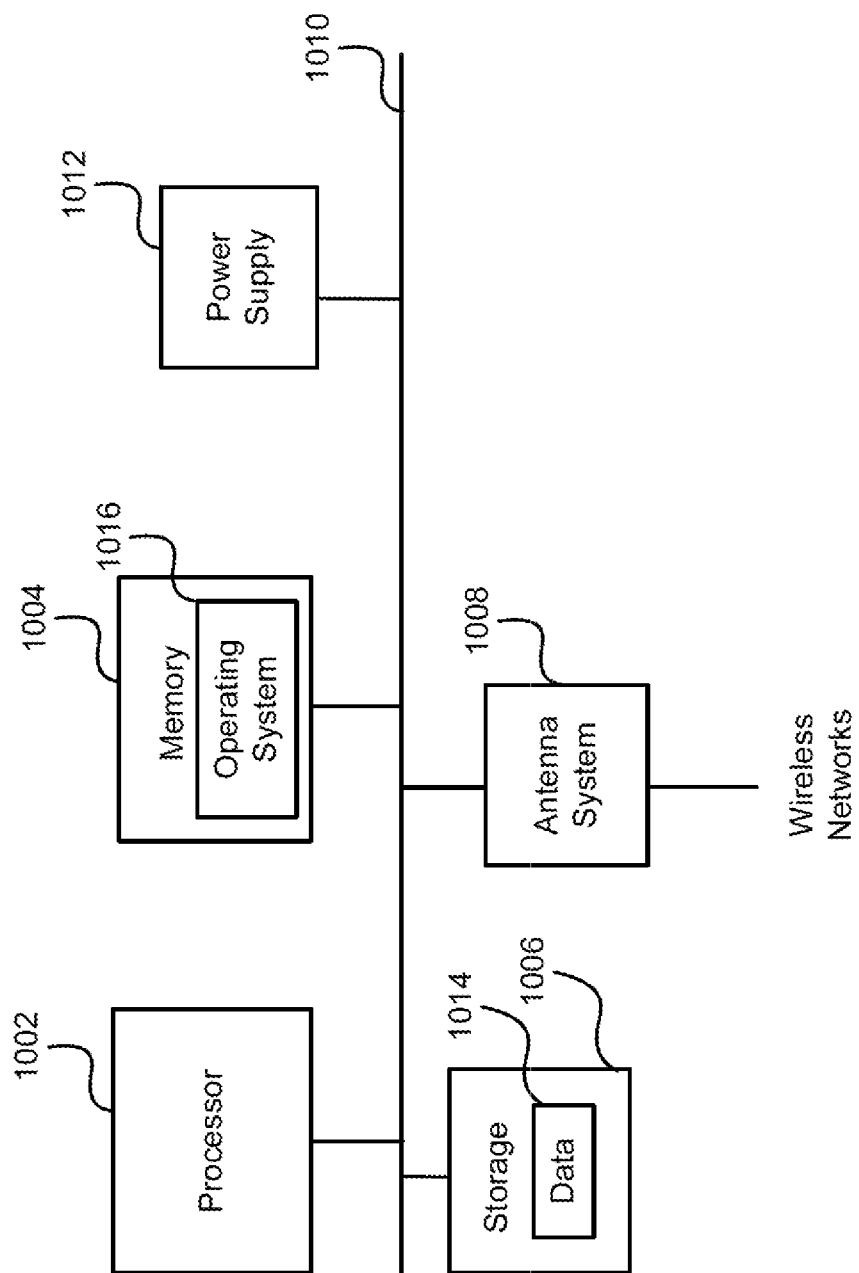 1002
Processor
1004
Memory
1016
Operating
System
1012
Power
Supply
1010
1014
1006
Storage
Data
1008
Antenna
System
Wireless
Networks